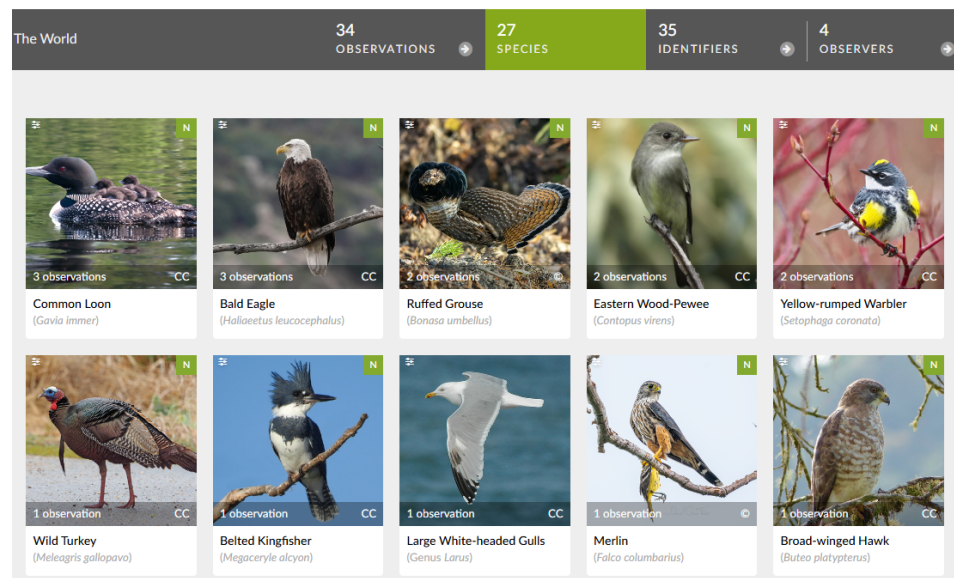 The World
34
OBSERVATIONS
27
SPECIES
35
IDENTIFIERS
4
OBSERVERS
N
N
N
N
N
3 observations CC
3 observations CC
2 observations ©
2 observations CC
2 observations CC
Common Loon
(Gavia immer)
Bald Eagle
(Haliaeetus leucocephalus)
Ruffed Grouse
(Bonasa umbellus)
Eastern Wood-Pewee
(Contopus virens)
Yellow-rumped Warbler
(Setophaga coronata)
N
N
N
N
1 observation CC
1 observation CC
1 observation CC
1 observation ©
1 observation CC
Wild Turkey
(Meleagris gallopavo)
Belted Kingfisher
(Megaceryle alcyon)
Large White-headed Gulls
(Genus Larus)
Merlin
(Falco columbarius)
Broad-winged Hawk
(Buteo platypterus)